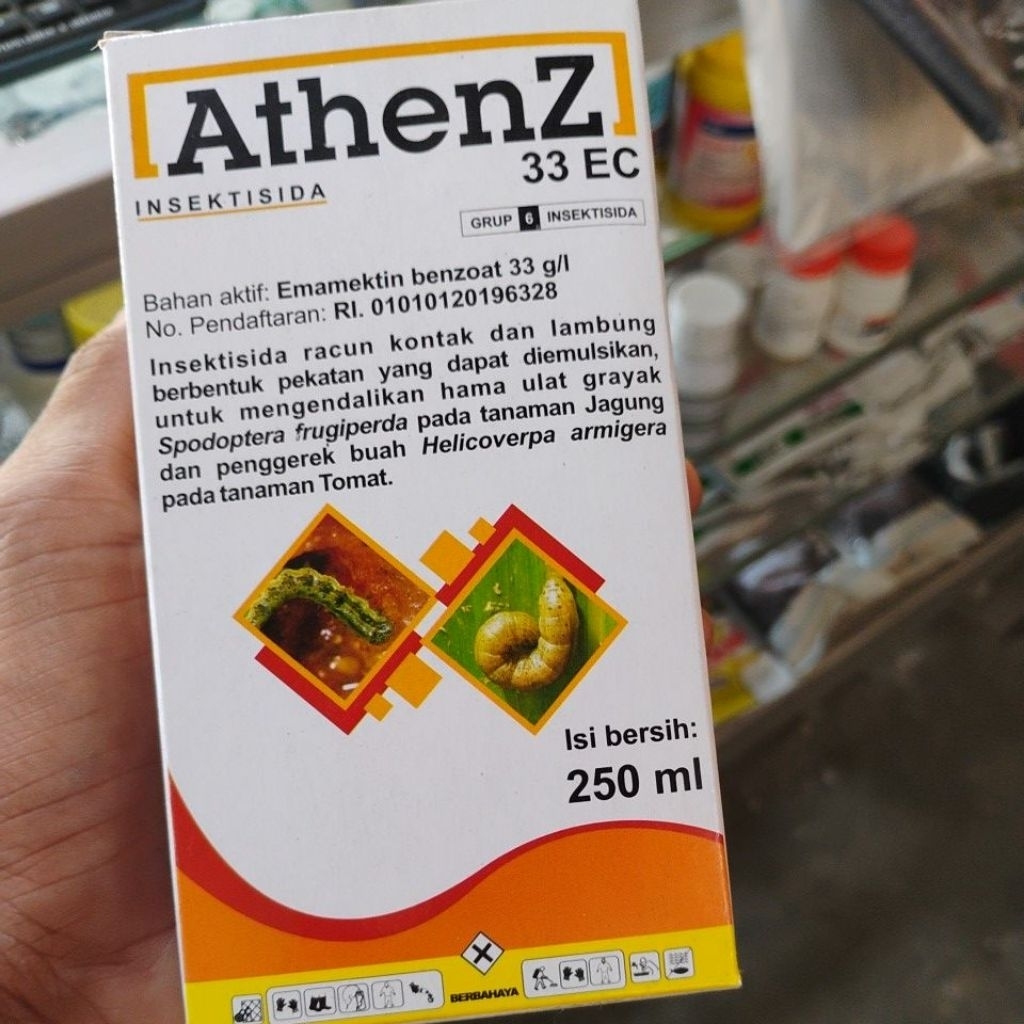 AthenZ
33 EC
INSEKTISIDA
GRUP 6 INSEKTISIDA
Bahan aktif: Emamektin benzoat 33 g/l
No. Pendaftaran: RI. 01010120196328
Insektisida racun kontak dan lambung
berbentuk pekatan yang dapat diemulsikan,
untuk mengendalikan hama ulat grayak
Spodoptera frugiperda pada tanaman Jagung
dan penggerek buah Helicoverpa armigera
pada tanaman Tomat.
Isi bersih:
250 ml
BERBAHAYA